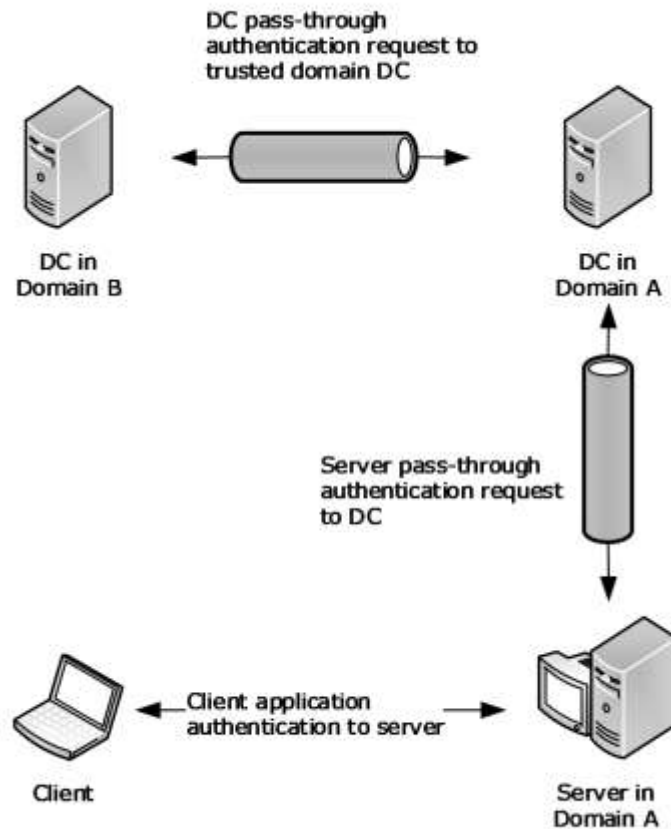 DC pass-through
authentication request to
trusted domain DC
DC in
Domain B
DC in
Domain A
Server pass-through
authentication request
to DC
Client application
authentication to server
Client
Server in
Domain A